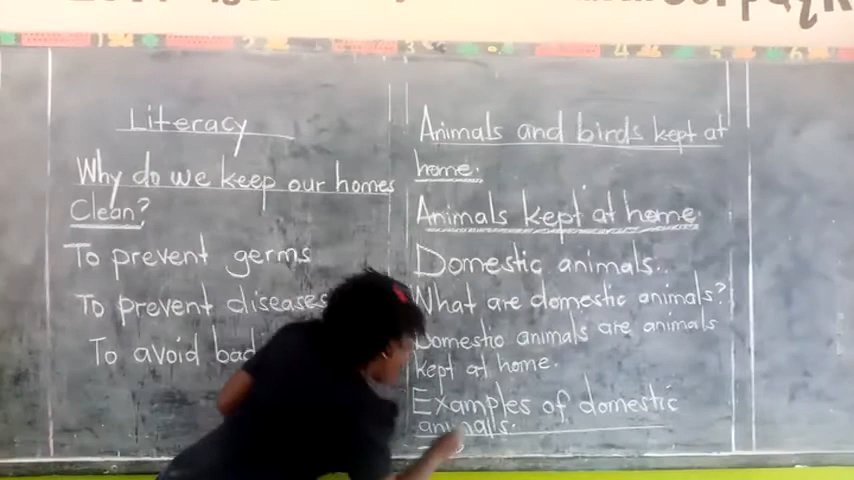 Literacy
Why do we keep our homes
Clean?
To prevent germs
To prevent diseases
To avoid bad
Animals and birds kept at
home.
Animals kept at home.
Domestic animals.
What are domestic animals?
Domestic animals are animals
kept at home.
Examples of domestic
animalls.